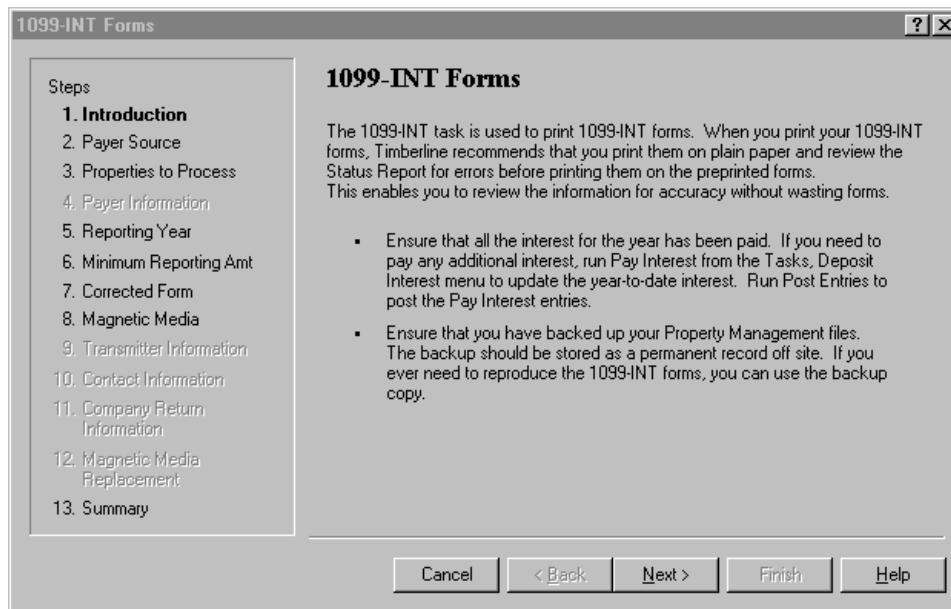 1099-INT Forms
Steps
1. Introduction
2. Payer Source
3. Properties to Process
4. Payer Information
5. Reporting Year
6. Minimum Reporting Amt
7. Corrected Form
8. Magnetic Media
9. Transmitter Information
10. Contact Information
11. Company Return
Information
12. Magnetic Media
Replacement
13. Summary
1099-INT Forms
The 1099-INT task is used to print 1099-INT forms. When you print your 1099-INT
forms, Timberline recommends that you print them on plain paper and review the
Status Report for errors before printing them on the preprinted forms.
This enables you to review the information for accuracy without wasting forms.
▪ Ensure that all the interest for the year has been paid. If you need to
pay any additional interest, run Pay Interest from the Tasks, Deposit
Interest menu to update the year-to-date interest. Run Post Entries to
post the Pay Interest entries.
▪ Ensure that you have backed up your Property Management files.
The backup should be stored as a permanent record off site. If you
ever need to reproduce the 1099-INT forms, you can use the backup
copy.
Cancel
< Back
Next >
Finish
Help